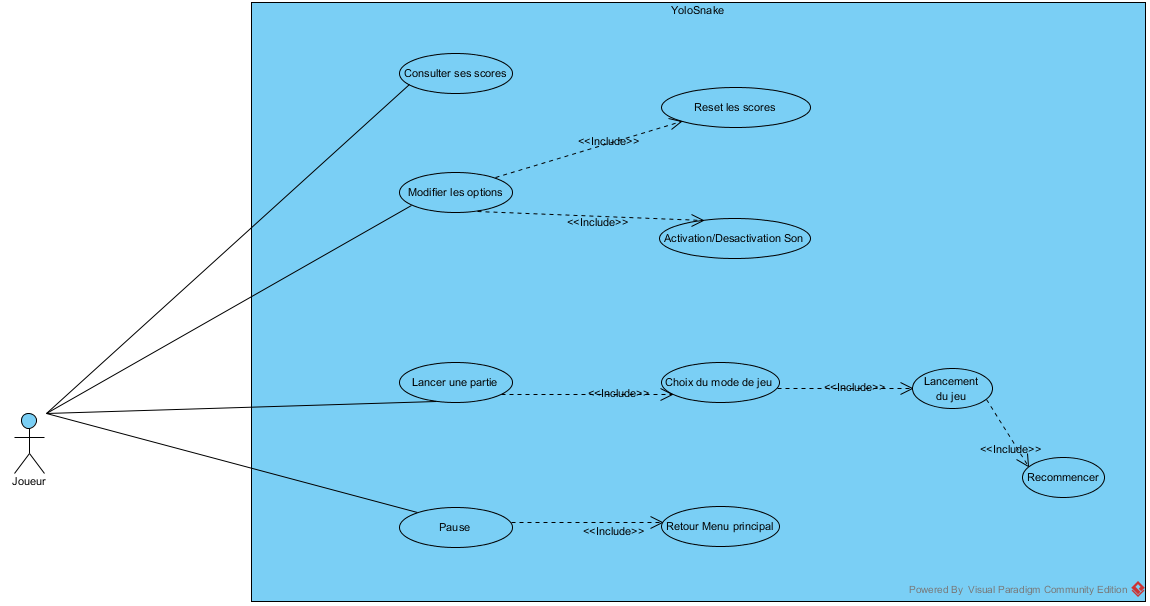 YoloSnake
Consulter ses scores
Reset les scores
<<Include>>
Modifier les options
<<Include>>
Activation/Desactivation Son
Lancer une partie
<<Include>>
Choix du mode de jeu
<<Include>>
Lancement
du jeu
<<Include>>
Recommencer
Joueur
Pause
<<Include>>
Retour Menu principal
Powered By Visual Paradigm Community Edition